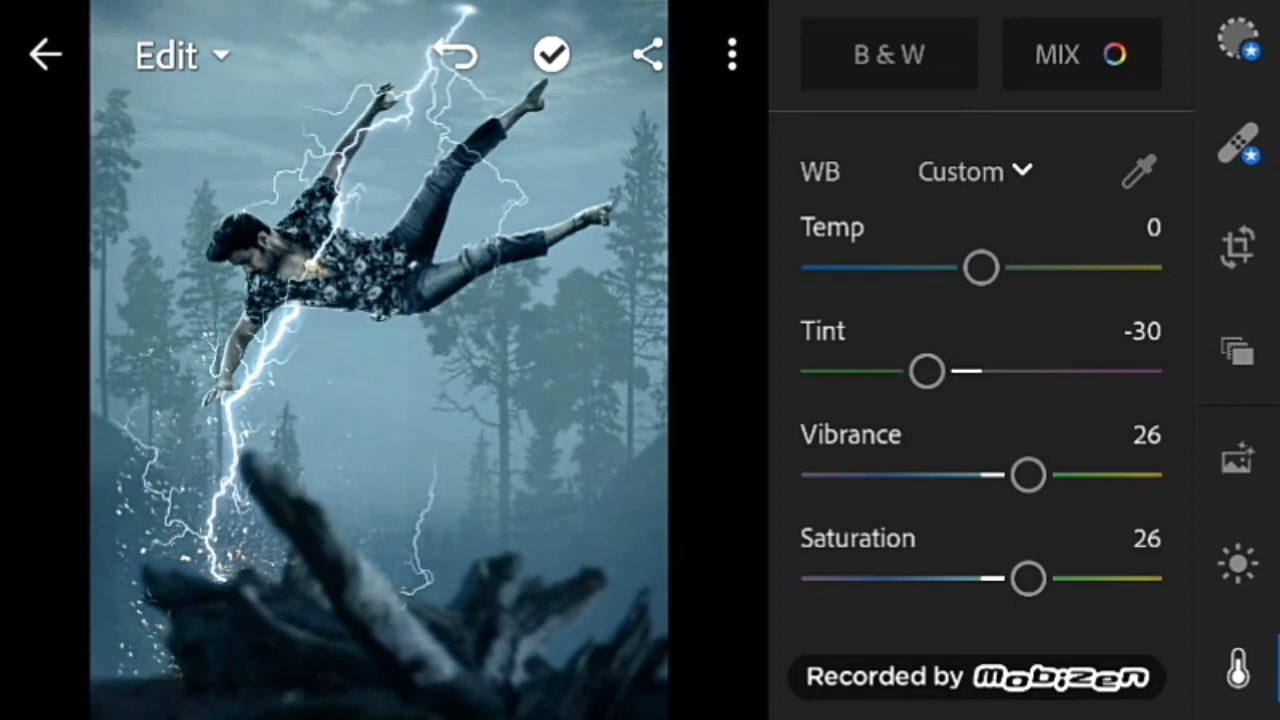 Edit
B & W
MIX
WB
Custom
Temp
0
Tint
-30
Vibrance
26
Saturation
26
Recorded by Mobizen